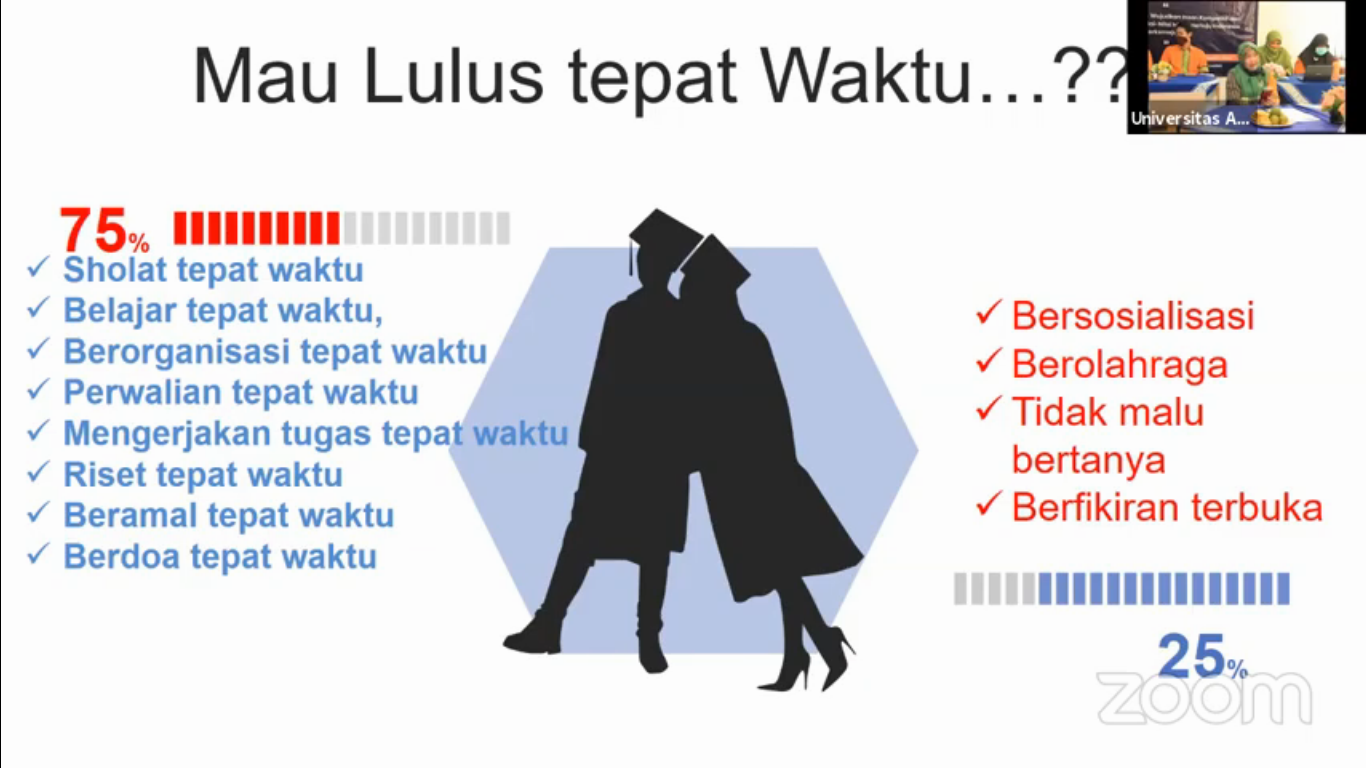 Mau Lulus tepat Waktu…??
Universitas A...
75%
✓ Sholat tepat waktu
✓ Belajar tepat waktu,
✓ Berorganisasi tepat waktu
✓ Perwalian tepat waktu
✓ Mengerjakan tugas tepat waktu
✓ Riset tepat waktu
✓ Beramal tepat waktu
✓ Berdoa tepat waktu
✓ Bersosialisasi
✓ Berolahraga
✓ Tidak malu
bertanya
✓ Berfikiran terbuka
25%
zoom